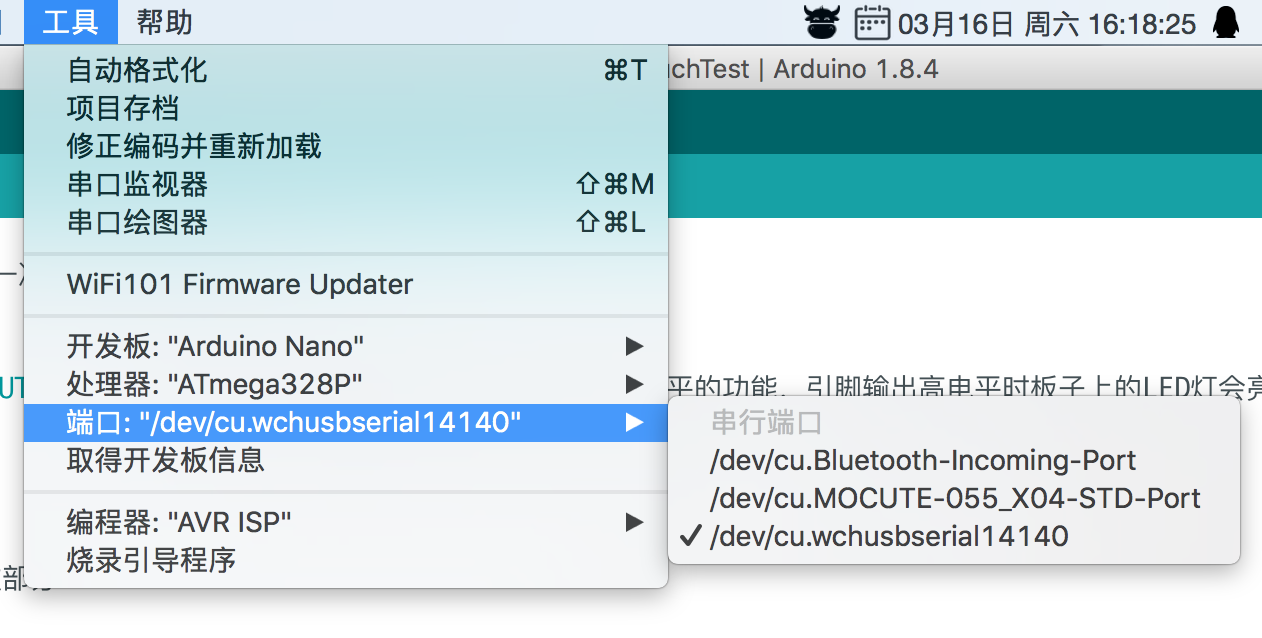 工具 帮助 03月16日 周六 16:18:25
自动格式化 ⌘T
uchTest | Arduino 1.8.4
项目存档
修正编码并重新加载
串口监视器 ⇧⌘M
串口绘图器 ⇧⌘L
WiFi101 Firmware Updater
开发板: "Arduino Nano"
处理器: "ATmega328P"
平的功能，引脚输出高电平时板子上的LED灯会亮
端口: "/dev/cu.wchusbserial14140"
串行端口
/dev/cu.Bluetooth-Incoming-Port
/dev/cu.MOCUTE-055_X04-STD-Port
✓ /dev/cu.wchusbserial14140
取得开发板信息
编程器: "AVR ISP"
烧录引导程序